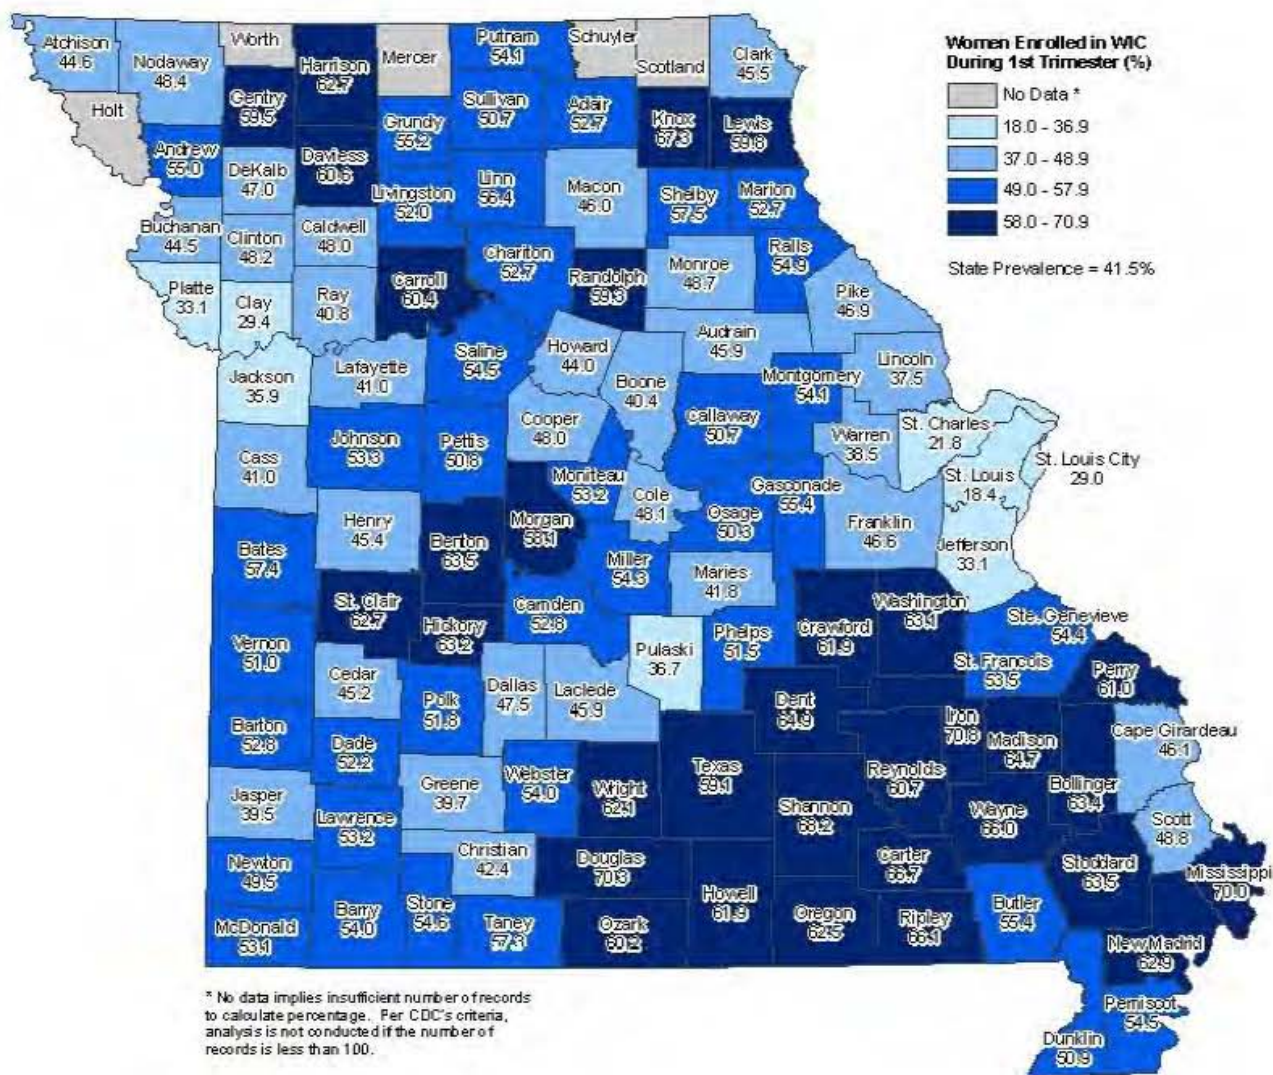 Atchison
44.6
Nodaway
48.4
Worth
Harrison
62.7
Mercer
Putnam
54.1
Schuyler
Scotland
Clark
45.5
Holt
Gentry
59.5
Grundy
55.2
Sullivan
50.7
Adair
52.7
Knox
67.3
Lewis
59.8
Andrew
55.0
DeKalb
47.0
Daviess
60.6
Livingston
52.0
Linn
56.4
Macon
46.0
Shelby
57.5
Marion
52.7
Buchanan
44.5
Clinton
48.2
Caldwell
48.0
Chariton
52.7
Randolph
59.3
Monroe
48.7
Ralls
54.9
Platte
33.1
Clay
29.4
Ray
40.8
Carroll
60.4
Pike
46.9
Audrain
45.9
Jackson
35.9
Lafayette
41.0
Saline
54.5
Howard
44.0
Boone
40.4
Callaway
50.7
Montgomery
54.1
Lincoln
37.5
Cass
41.0
Johnson
53.3
Pettis
50.8
Cooper
48.0
Moniteau
53.2
Cole
48.1
Osage
50.3
Gasconade
55.4
Warren
38.5
St. Charles
21.8
St. Louis
18.4
St. Louis City
29.0
Franklin
46.6
Jefferson
33.1
Bates
57.4
Henry
45.4
Benton
63.5
Morgan
58.1
Miller
54.3
Maries
41.8
Vernon
51.0
St. Clair
62.7
Hickory
63.2
Camden
52.8
Pulaski
36.7
Phelps
51.5
Crawford
61.9
Washington
63.1
Ste. Genevieve
54.4
St. Francois
53.5
Perry
61.0
Cedar
45.2
Polk
51.8
Dallas
47.5
Laclede
45.9
Dent
64.9
Iron
70.8
Madison
64.7
Cape Girardeau
46.1
Barton
52.8
Dade
52.2
Greene
39.7
Webster
54.0
Wright
62.1
Texas
59.1
Shannon
68.2
Reynolds
60.7
Wayne
66.0
Bollinger
63.4
Scott
48.8
Jasper
39.5
Lawrence
53.2
Christian
42.4
Douglas
70.3
Howell
61.9
Carter
66.7
Stoddard
63.5
Mississippi
70.0
Newton
49.5
McDonald
53.1
Barry
54.0
Stone
54.6
Taney
57.3
Ozark
60.2
Oregon
62.5
Ripley
66.1
Butler
55.4
New Madrid
62.9
Pemiscot
54.5
Dunklin
50.9
Women Enrolled in WIC
During 1st Trimester (%)
No Data *
18.0 - 36.9
37.0 - 48.9
49.0 - 57.9
58.0 - 70.9
State Prevalence = 41.5%
* No data implies insufficient number of records
to calculate percentage. Per CDC's criteria,
analysis is not conducted if the number of
records is less than 100.